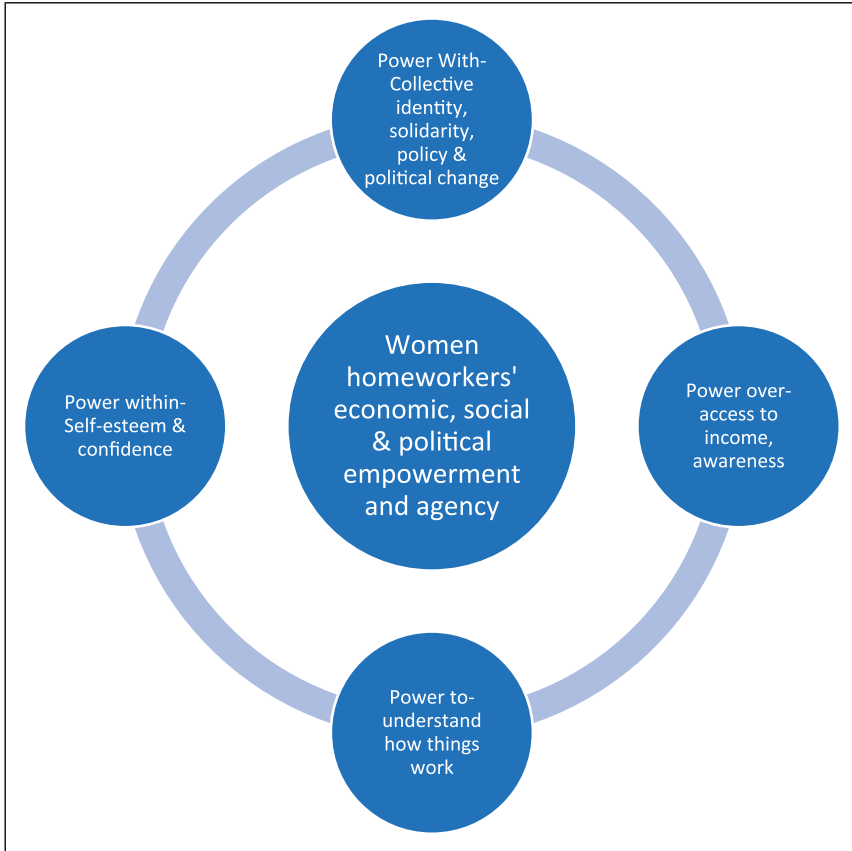 Power With-
Collective
identity,
solidarity,
policy &
political change
Women
homeworkers'
economic, social
& political
empowerment
and agency
Power within-
Self-esteem &
confidence
Power over-
access to
income,
awareness
Power to-
understand
how things
work